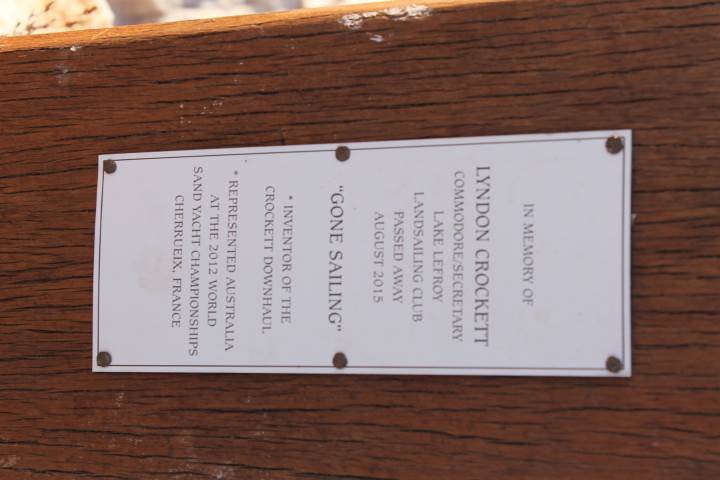 IN MEMORY OF
LYNDON CROCKETT
COMMODORE/SECRETARY
LAKE LEFROY
LANDSAILING CLUB
PASSED AWAY
AUGUST 2015
"GONE SAILING"
* INVENTOR OF THE
CROCKETT DOWNHAUL
* REPRESENTED AUSTRALIA
AT THE 2012 WORLD
SAND YACHT CHAMPIONSHIPS
CHERRUEIX, FRANCE